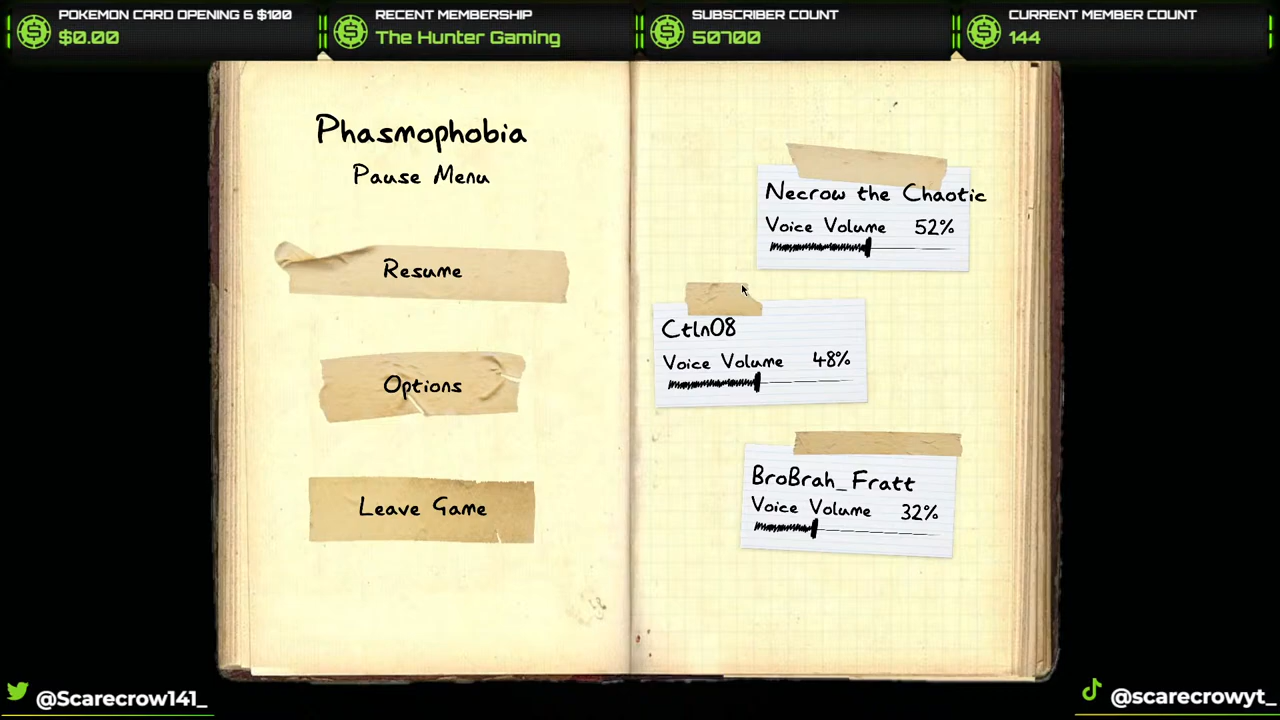 POKEMON CARD OPENING 6 $100
$0.00
RECENT MEMBERSHIP
The Hunter Gaming
SUBSCRIBER COUNT
50700
CURRENT MEMBER COUNT
144
Phasmophobia
Pause Menu
Resume
Options
Leave Game
Necrow the Chaotic
Voice Volume 52%
Ctln08
Voice Volume 48%
BroBrah_Fratt
Voice Volume 32%
@Scarecrow141_
@scarecrowyt_